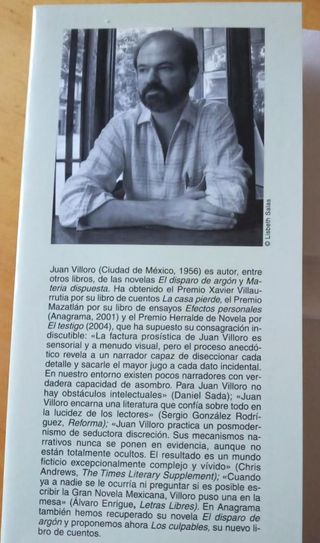 © Lisbeth Salas
Juan Villoro (Ciudad de México, 1956) es autor, entre
otros libros, de las novelas El disparo de argón y Ma-
teria dispuesta. Ha obtenido el Premio Xavier Villau-
rrutia por su libro de cuentos La casa pierde, el Premio
Mazatlán por su libro de ensayos Efectos personales
(Anagrama, 2001) y el Premio Herralde de Novela por
El testigo (2004), que ha supuesto su consagración in-
discutible: «La factura prosística de Juan Villoro es
sensorial y a menudo visual, pero el proceso anecdó-
tico revela a un narrador capaz de diseccionar cada
detalle y sacarle el mayor jugo a cada dato incidental.
En nuestro entorno existen pocos narradores con ver-
dadera capacidad de asombro. Para Juan Villoro no
hay obstáculos intelectuales» (Daniel Sada); «Juan
Villoro encarna una literatura que confía sobre todo en
la lucidez de los lectores» (Sergio González Rodrí-
guez, Reforma); «Juan Villoro practica un posmoder-
nismo de seductora discreción. Sus mecanismos na-
rrativos nunca se ponen en evidencia, aunque no
están totalmente ocultos. El resultado es un mundo
ficticio excepcionalmente complejo y vívido» (Chris
Andrews, The Times Literary Supplement); «Cuando
ya a nadie se le ocurría ni preguntar si es posible es-
cribir la Gran Novela Mexicana, Villoro puso una en la
mesa» (Álvaro Enrigue, Letras Libres). En Anagrama
también hemos recuperado su novela El disparo de
argón y proponemos ahora Los culpables, su nuevo li-
bro de cuentos.